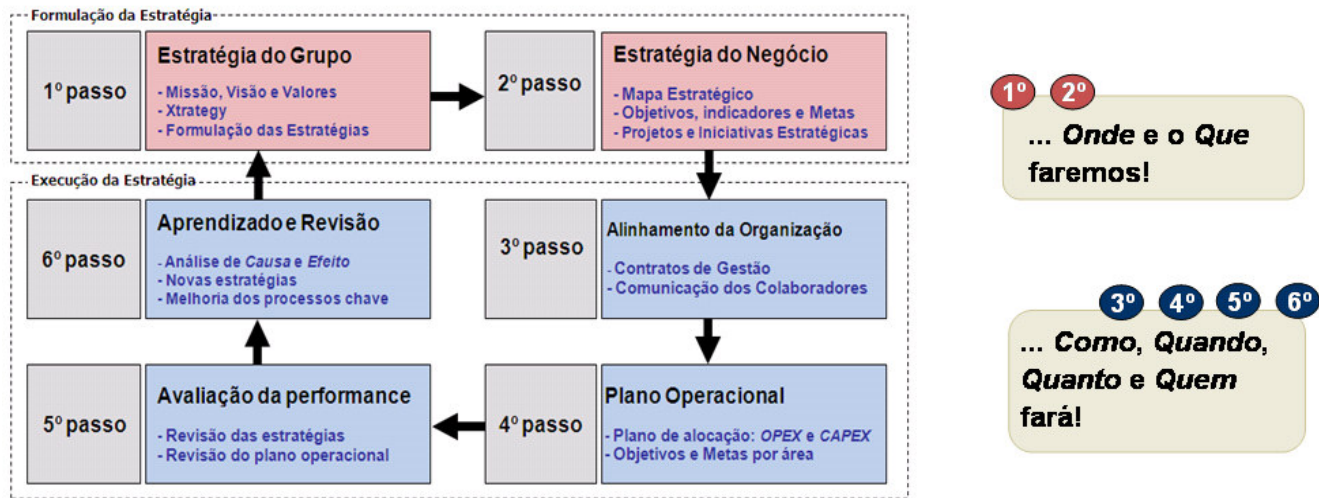 Formulação da Estratégia
1º passo
Estratégia do Grupo
- Missão, Visão e Valores
- Xtrategy
- Formulação das Estratégias
2º passo
Estratégia do Negócio
- Mapa Estratégico
- Objetivos, indicadores e Metas
- Projetos e Iniciativas Estratégicas
1º 2º
... Onde e o Que
faremos!
Execução da Estratégia
6º passo
Aprendizado e Revisão
- Análise de Causa e Efeito
- Novas estratégias
- Melhoria dos processos chave
3º passo
Alinhamento da Organização
- Contratos de Gestão
- Comunicação dos Colaboradores
5º passo
Avaliação da performance
- Revisão das estratégias
- Revisão do plano operacional
4º passo
Plano Operacional
- Plano de alocação: OPEX e CAPEX
- Objetivos e Metas por área
3º 4º 5º 6º
... Como, Quando,
Quanto e Quem
fará!